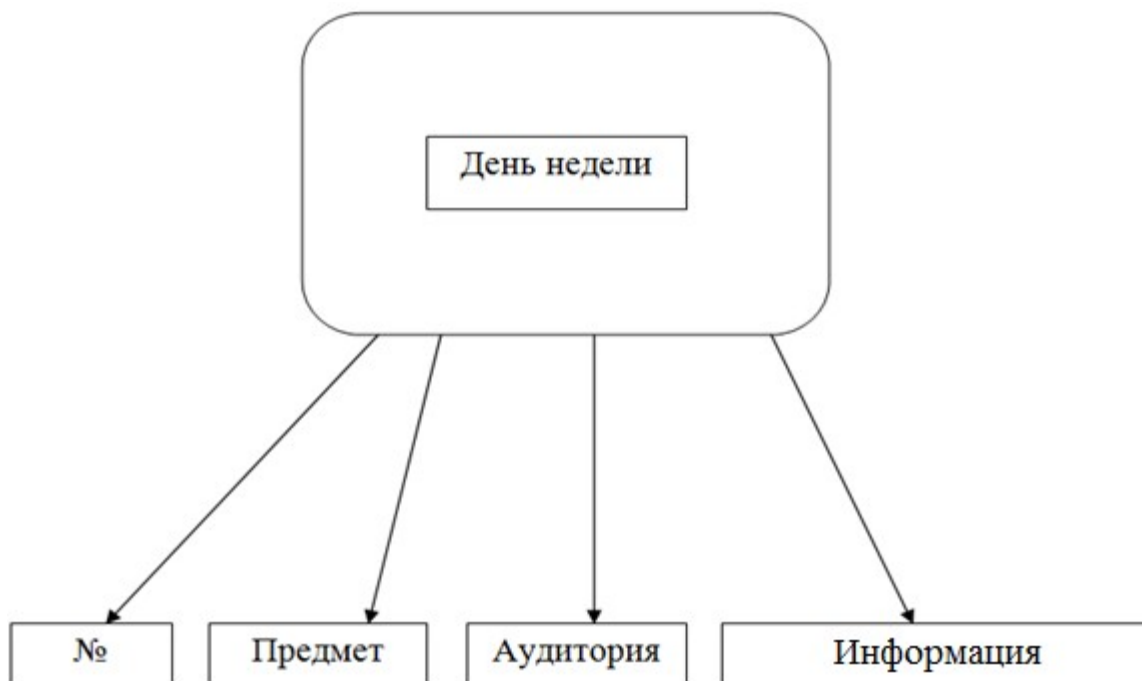 День недели
№
Предмет
Аудитория
Информация